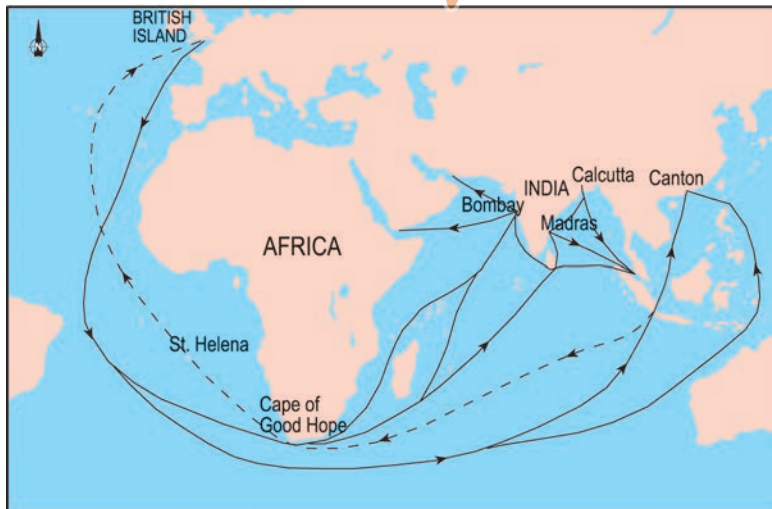 BRITISH
ISLAND
N
Calcutta
Canton
INDIA
Bombay
Madras
AFRICA
St. Helena
Cape of
Good Hope